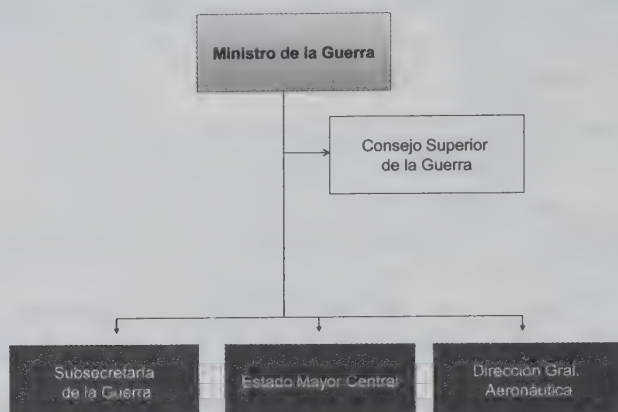 Ministro de la Guerra
Consejo Superior
de la Guerra
Subsecretaría
de la Guerra
Estado Mayor Central
Dirección Gral.
Aeronáutica